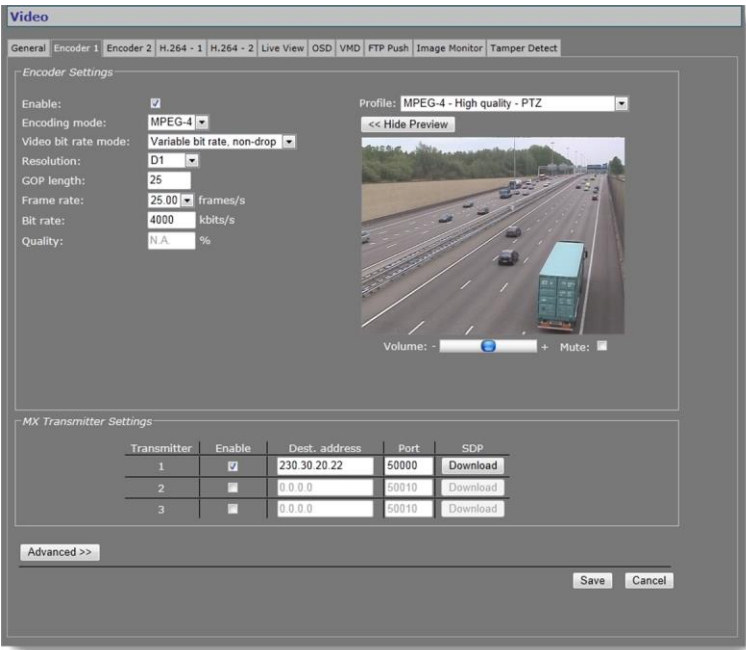 Video
General Encoder 1 Encoder 2 H.264 - 1 H.264 - 2 Live View OSD VMD FTP Push Image Monitor Tamper Detect
Encoder Settings
Enable:
Profile: MPEG-4 - High quality - PTZ
Encoding mode: MPEG-4
<< Hide Preview
Video bit rate mode: Variable bit rate, non-drop
Resolution: D1
GOP length: 25
Frame rate: 25.00 frames/s
Bit rate: 4000 kbits/s
Quality: N.A. %
Volume: - + Mute:
MX Transmitter Settings
Transmitter Enable Dest. address Port SDP
1 230.30.20.22 50000 Download
2 0.0.0.0 50010 Download
3 0.0.0.0 50010 Download
Advanced >>
Save Cancel